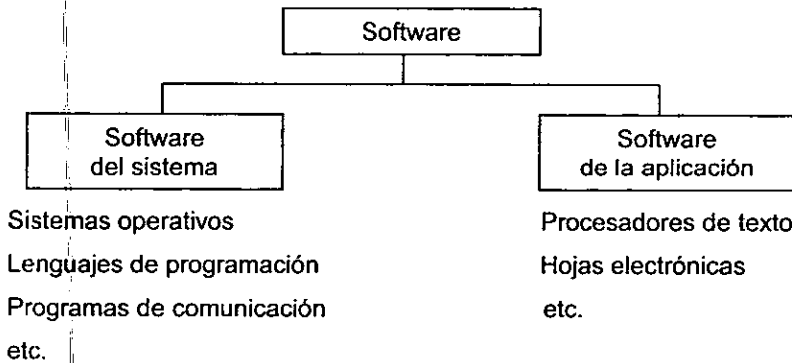 Software
Software
del sistema
Software
de la aplicación
Sistemas operativos
Lenguajes de programación
Programas de comunicación
etc.
Procesadores de texto
Hojas electrónicas
etc.